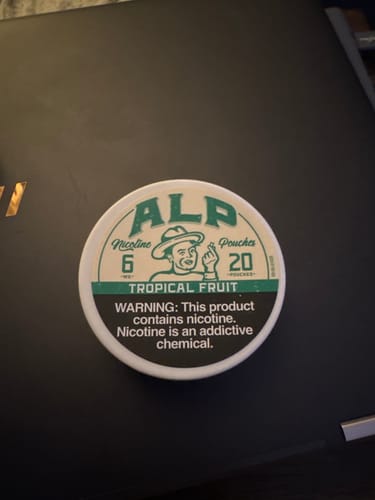 ALP
Nicotine Pouches
6 20
MG POUCHES
TROPICAL FRUIT
WARNING: This product
contains nicotine.
Nicotine is an addictive
chemical.